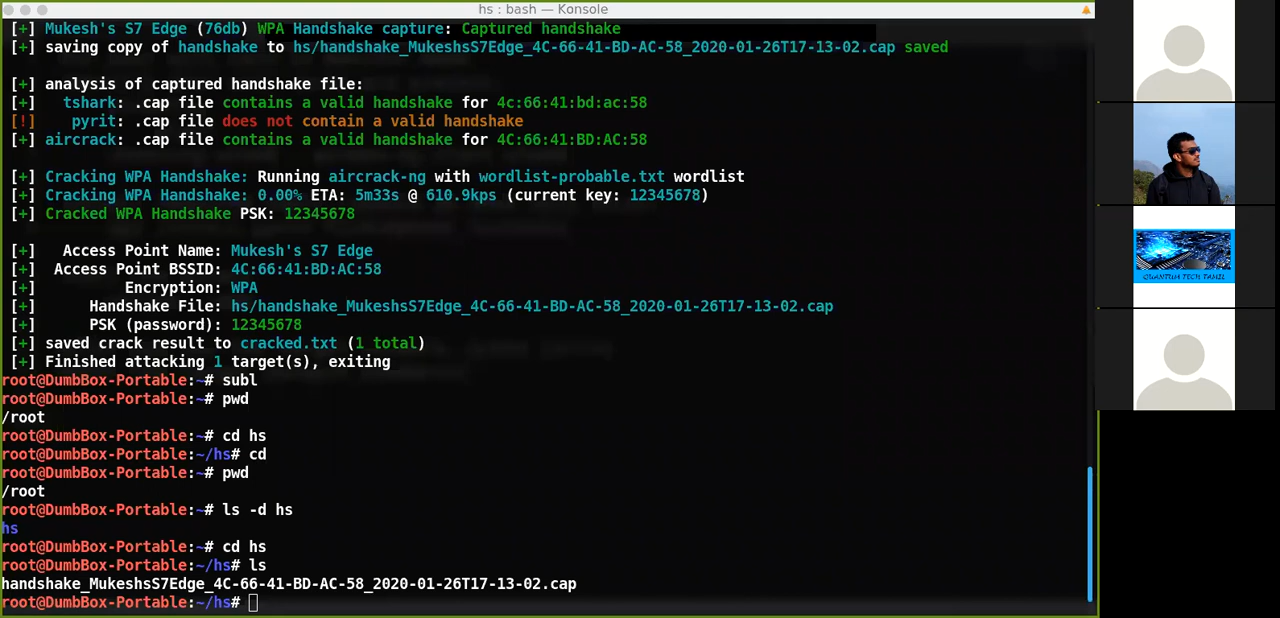 hs : bash — Konsole
[+] Mukesh's S7 Edge (76db) WPA Handshake capture: Captured handshake
[+] saving copy of handshake to hs/handshake_MukeshsS7Edge_4C-66-41-BD-AC-58_2020-01-26T17-13-02.cap saved
[+] analysis of captured handshake file:
[+]   tshark: .cap file contains a valid handshake for 4c:66:41:bd:ac:58
[!]    pyrit: .cap file does not contain a valid handshake
[+] aircrack: .cap file contains a valid handshake for 4C:66:41:BD:AC:58
[+] Cracking WPA Handshake: Running aircrack-ng with wordlist-probable.txt wordlist
[+] Cracking WPA Handshake: 0.00% ETA: 5m33s @ 610.9kps (current key: 12345678)
[+] Cracked WPA Handshake PSK: 12345678
[+]   Access Point Name: Mukesh's S7 Edge
[+]  Access Point BSSID: 4C:66:41:BD:AC:58
[+]          Encryption: WPA
[+]      Handshake File: hs/handshake_MukeshsS7Edge_4C-66-41-BD-AC-58_2020-01-26T17-13-02.cap
[+]      PSK (password): 12345678
[+] saved crack result to cracked.txt (1 total)
[+] Finished attacking 1 target(s), exiting
root@DumbBox-Portable:~# subl
root@DumbBox-Portable:~# pwd
/root
root@DumbBox-Portable:~# cd hs
root@DumbBox-Portable:~/hs# cd
root@DumbBox-Portable:~# pwd
/root
root@DumbBox-Portable:~# ls -d hs
hs
root@DumbBox-Portable:~# cd hs
root@DumbBox-Portable:~/hs# ls
handshake_MukeshsS7Edge_4C-66-41-BD-AC-58_2020-01-26T17-13-02.cap
root@DumbBox-Portable:~/hs#
QUANTUM TECH TAMIL